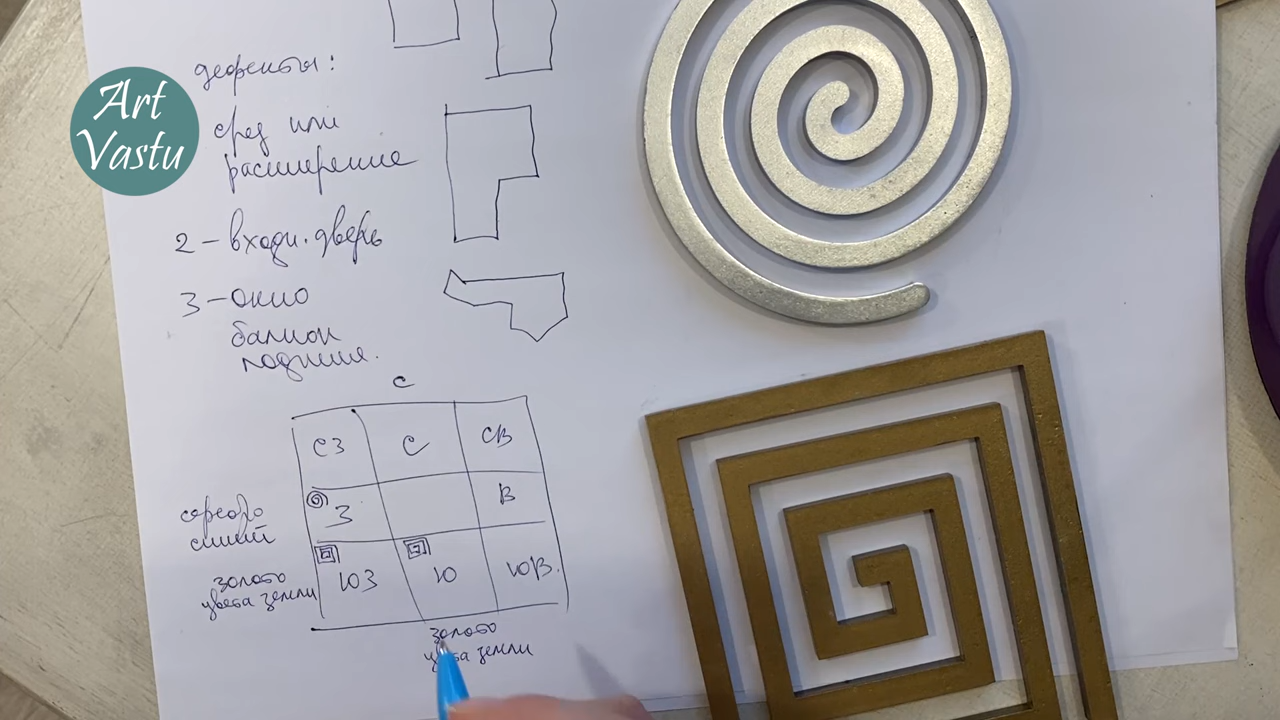 Art
Vastu
дефекты:
срез или
расширение
2 – входн. дверь
3 – окно
балкон
лоджия.
С
СЗ С СВ
З В
серебро
синий
ЮЗ Ю ЮВ.
золото
цвета земли
золото
цвета земли